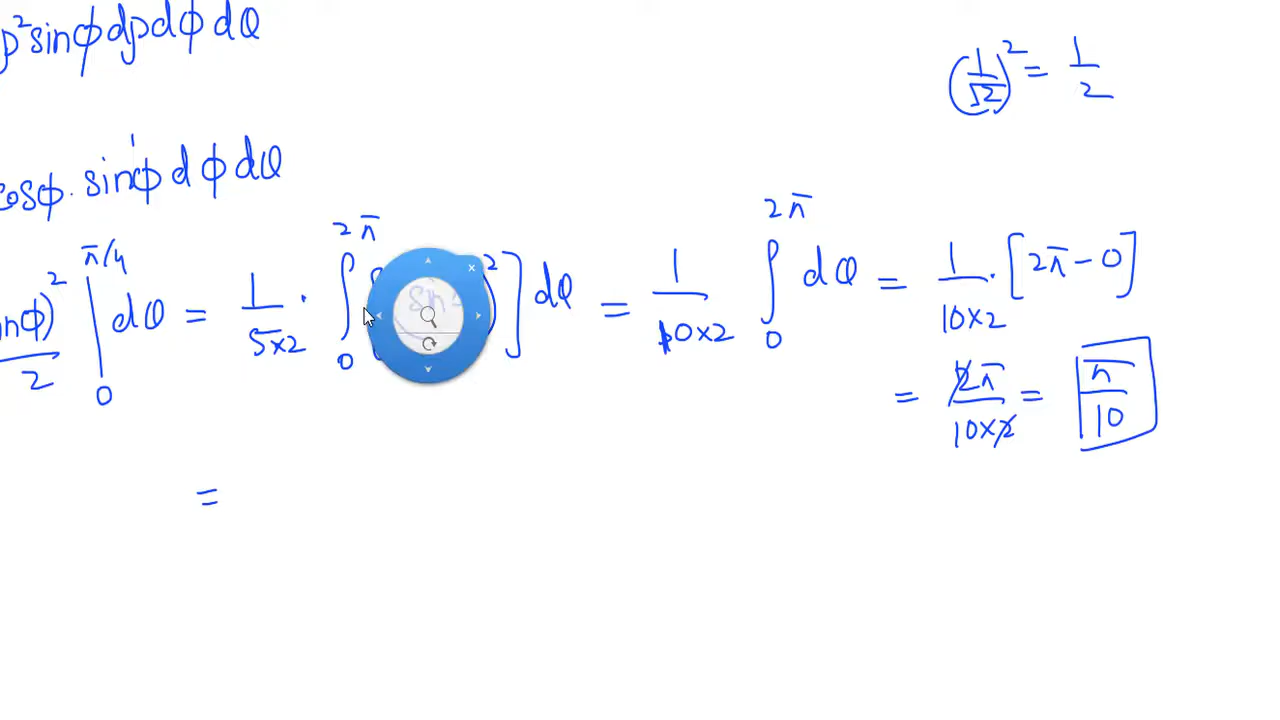 ρ² sinφ dρ dφ dθ
(1/√2)² = 1/2
cosφ · sin¹φ dφ dθ
nφ)²/2 |₀^(π/4) dθ = 1/(5×2) · ∫₀^(2π) ² ] dθ = 1/(10×2) ∫₀^(2π) dθ = 1/(10×2) · [2π − 0]
= 2π/(10×2) = π/10
=